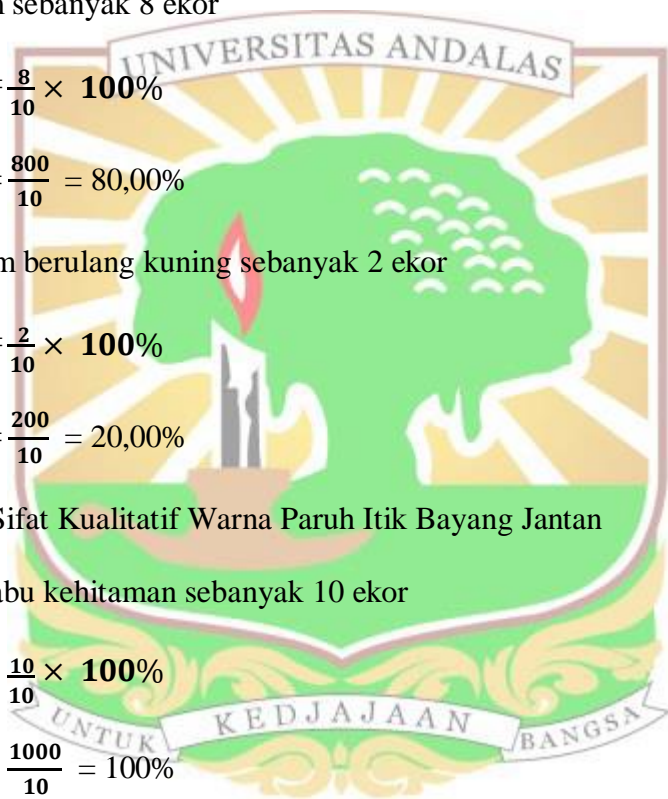 sebanyak 8 ekor
UNIVERSITAS ANDALAS
= 8/10 × 100%
= 800/10 = 80,00%
berulang kuning sebanyak 2 ekor
= 2/10 × 100%
= 200/10 = 20,00%
Sifat Kualitatif Warna Paruh Itik Bayang Jantan
kehitaman sebanyak 10 ekor
10/10 × 100%
UNTUK KEDJAJAAN BANGSA
1000/10 = 100%